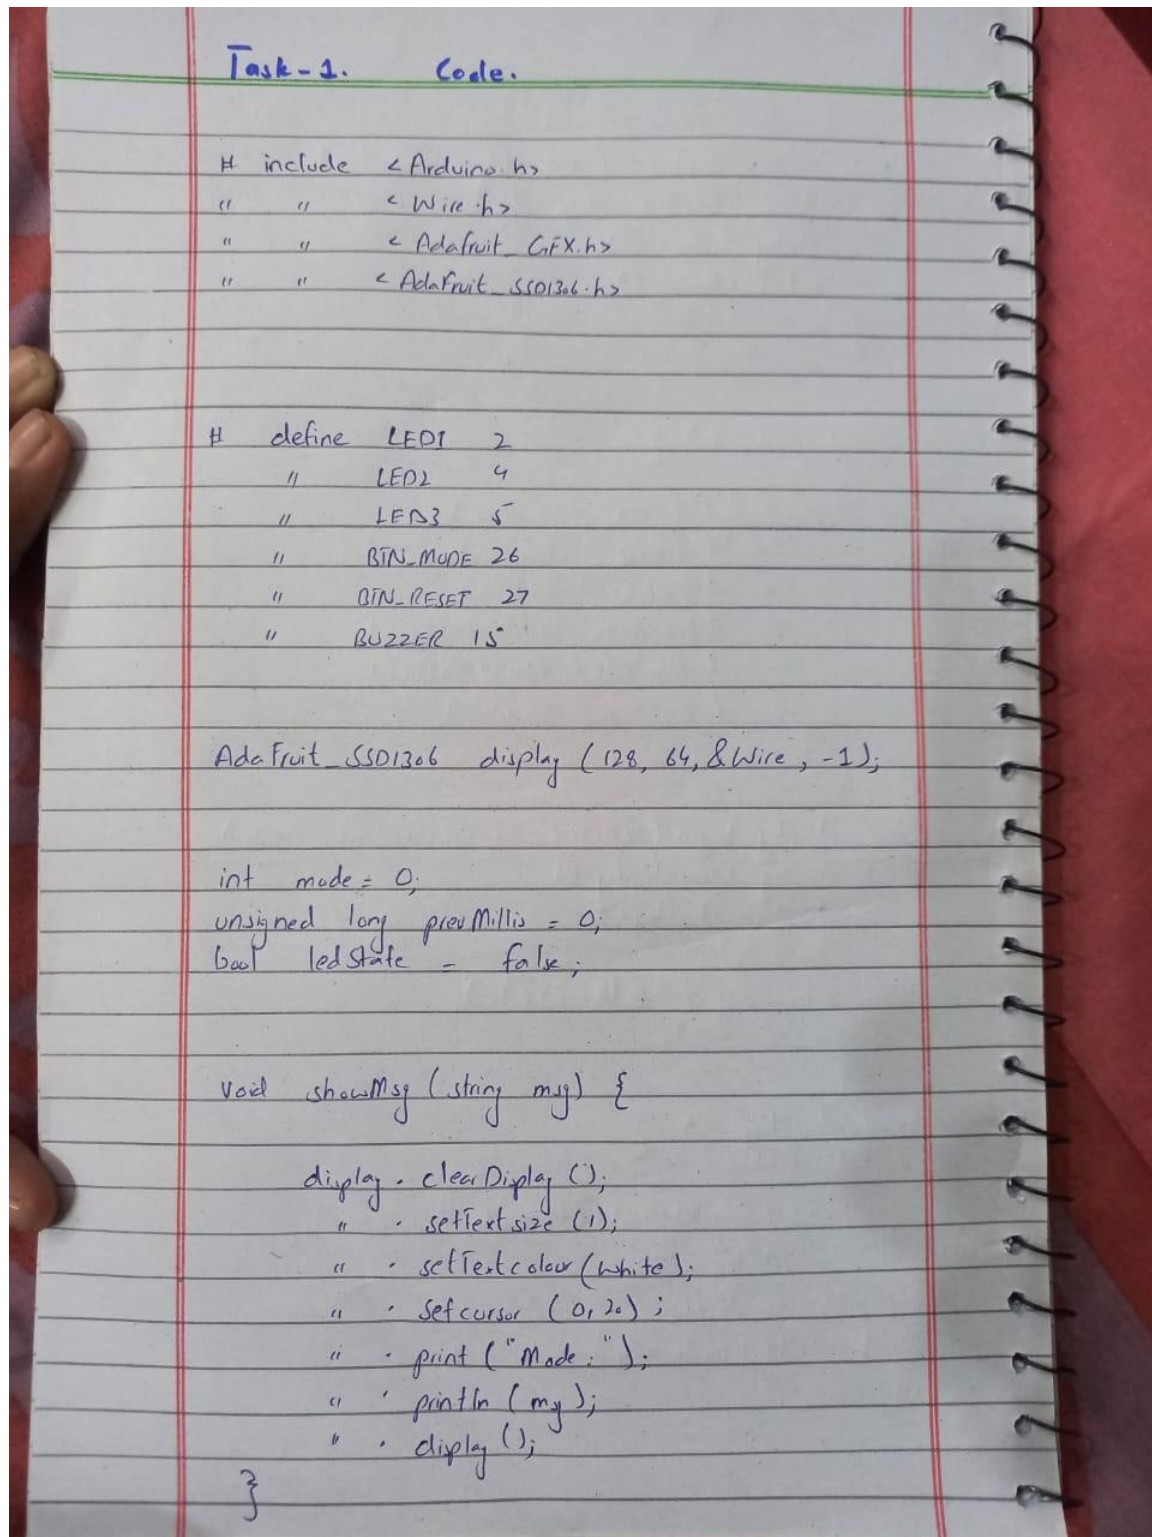 Task-1. Code.
# include <Arduino.h>
" " <Wire.h>
" " <Adafruit_GFX.h>
" " <AdaFruit_SSD1306.h>
# define LED1 2
" LED2 4
" LED3 5
" BTN_MODE 26
" BTN_RESET 27
" BUZZER 15
AdaFruit_SSD1306 display (128, 64, &Wire, -1);
int mode = 0;
unsigned long prevMillis = 0;
bool ledState = false;
void showMsg (string msg) {
display . clearDiplay ();
" . setTextsize (1);
" . setTextcolour (white);
" . setcursor (0, 20) ;
" . print ("Mode: ");
" . println (msg);
" . display ();
}